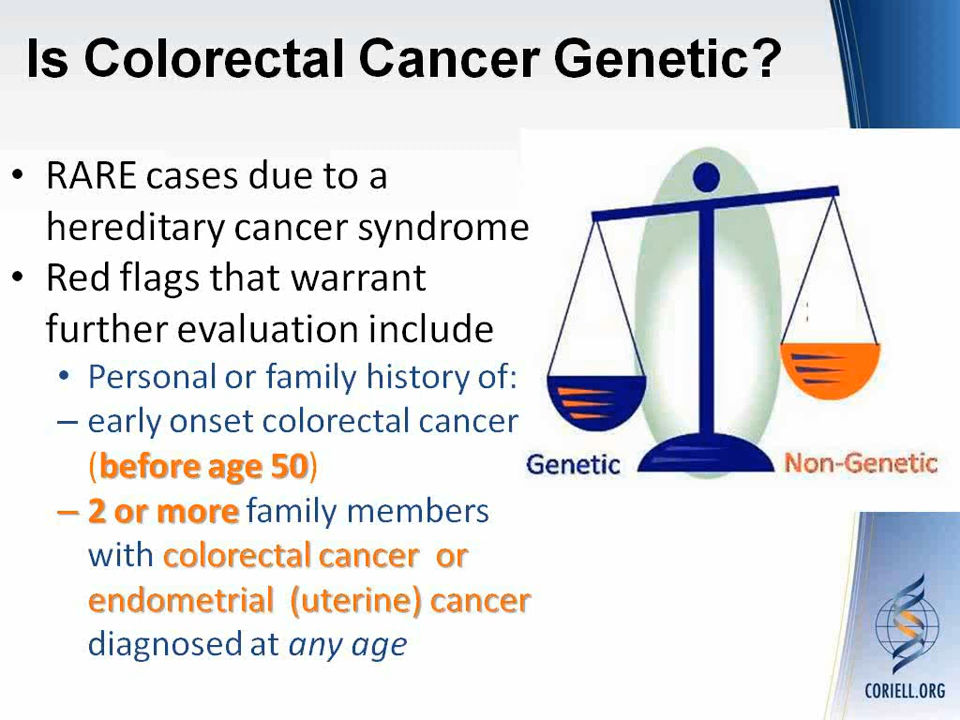 Is Colorectal Cancer Genetic?
• RARE cases due to a
hereditary cancer syndrome
• Red flags that warrant
further evaluation include
• Personal or family history of:
– early onset colorectal cancer
(before age 50)
– 2 or more family members
with colorectal cancer or
endometrial (uterine) cancer
diagnosed at any age
Genetic
Non-Genetic
CORIELL.ORG